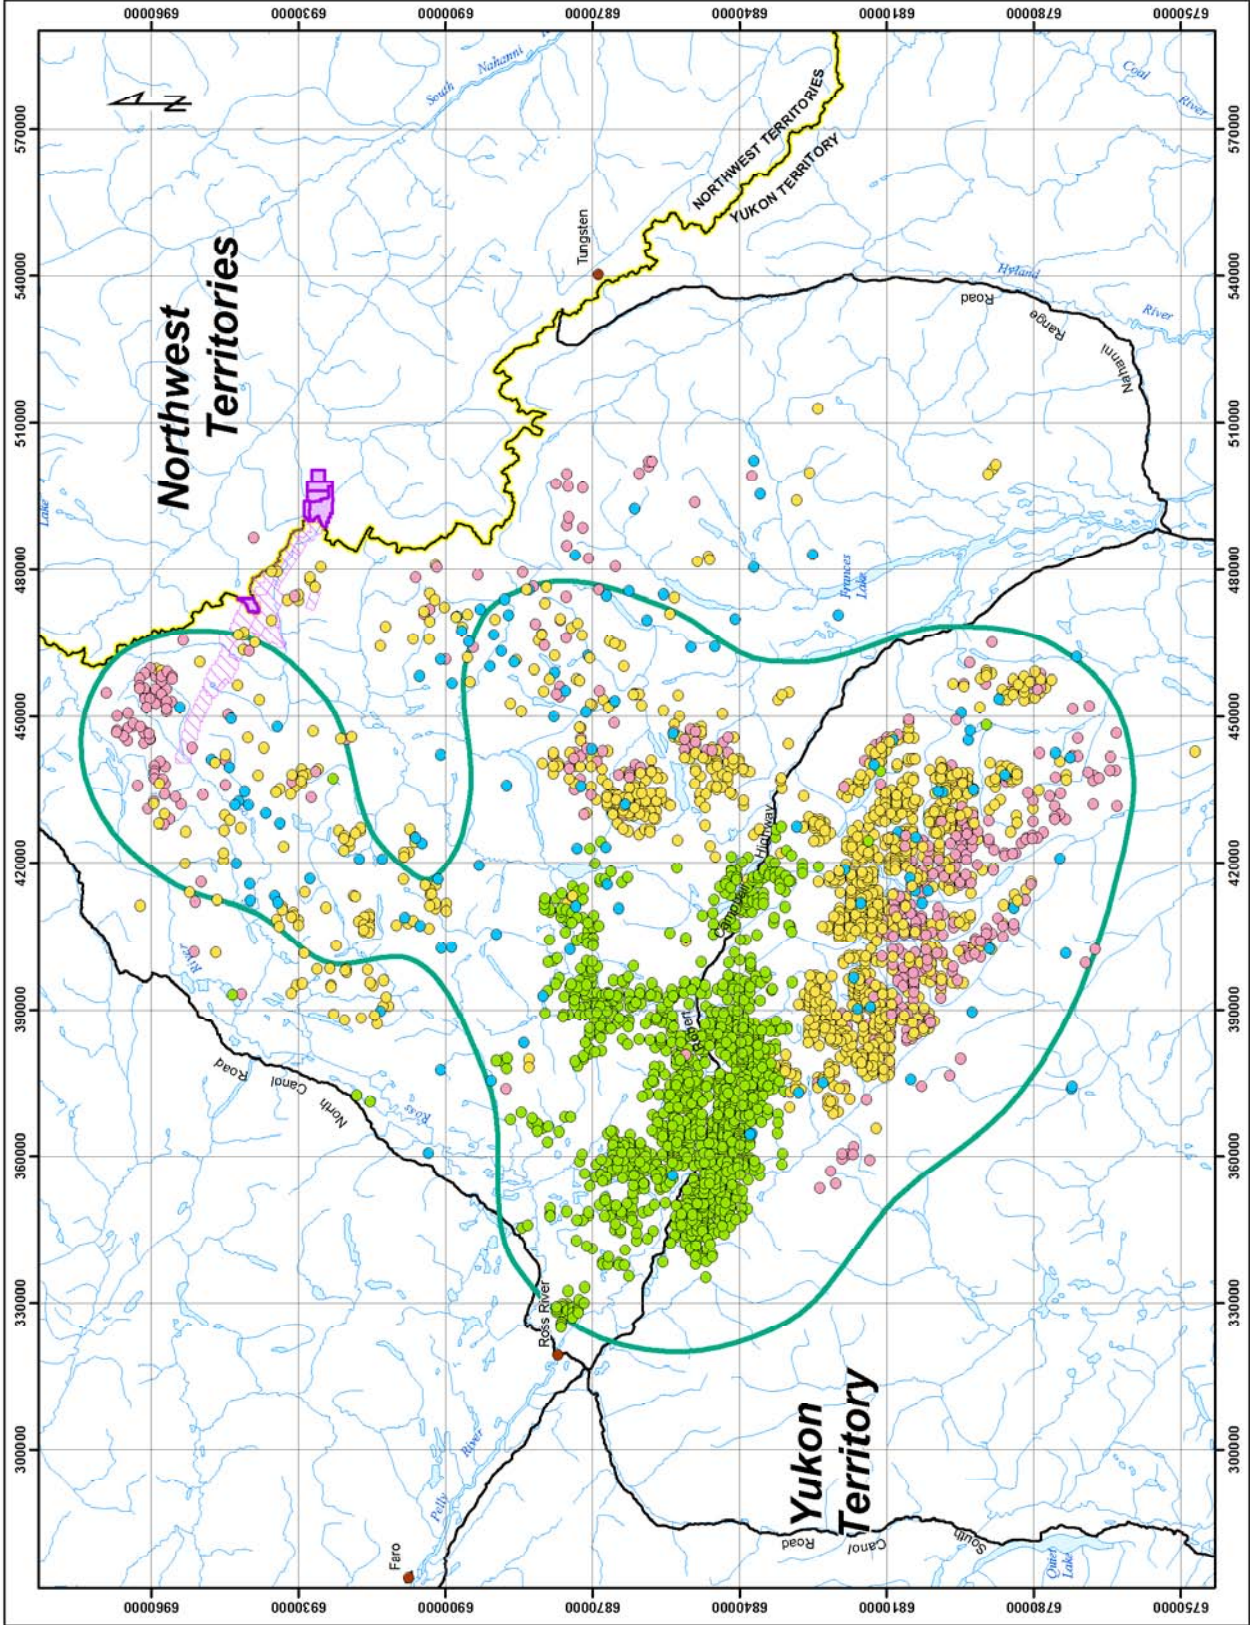 6960000
6930000
6900000
6870000
6840000
6810000
6780000
6750000
570000
540000
510000
480000
450000
420000
390000
360000
330000
300000
N
Northwest
Territories
South
Nahanni
NORTHWEST TERRITORIES
YUKON TERRITORY
Coal
River
Tungsten
Hyland
River
Nahanni
Range
Road
Lake
Frances
Lake
Robert
Campbell
Highway
River
Ross
North
Canol
Road
Ross River
Faro
Pelly
River
Yukon
Territory
South
Canol
Road
Quiet
Lake
570000
540000
510000
480000
450000
420000
390000
360000
330000
300000
6960000
6930000
6900000
6870000
6840000
6810000
6780000
6750000